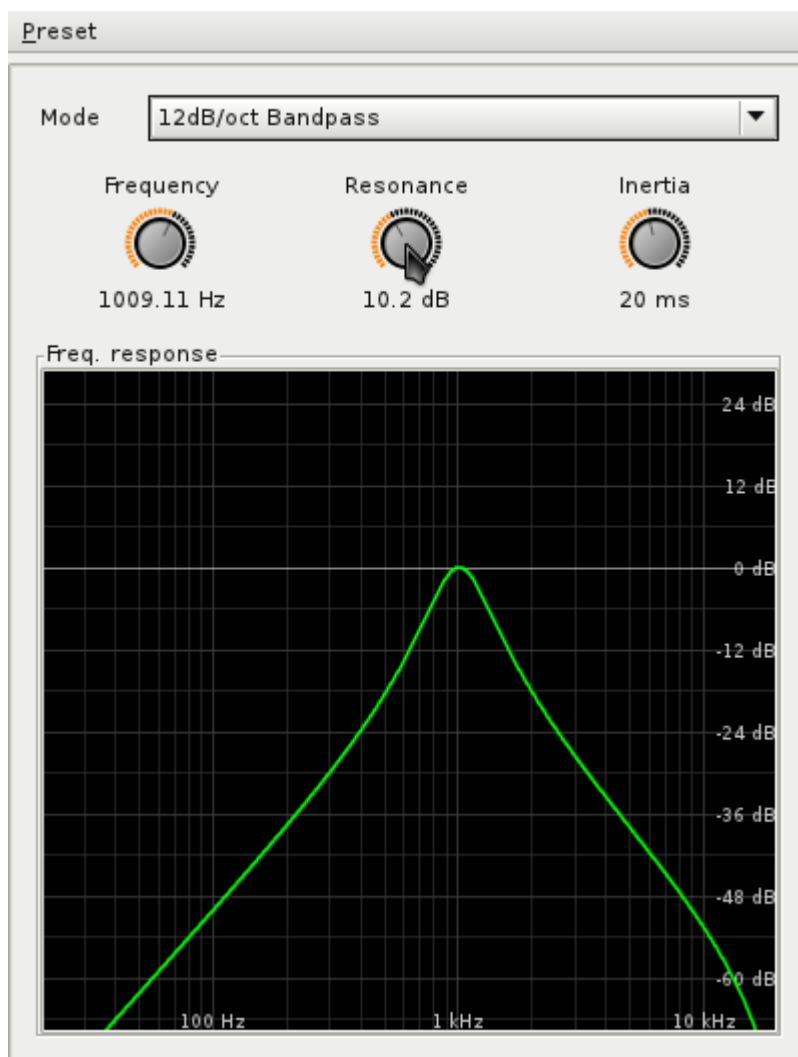 Preset
Mode 12dB/oct Bandpass
Frequency Resonance Inertia
1009.11 Hz 10.2 dB 20 ms
Freq. response
24 dB
12 dB
0 dB
-12 dB
-24 dB
-36 dB
-48 dB
-60 dB
100 Hz 1 kHz 10 kHz